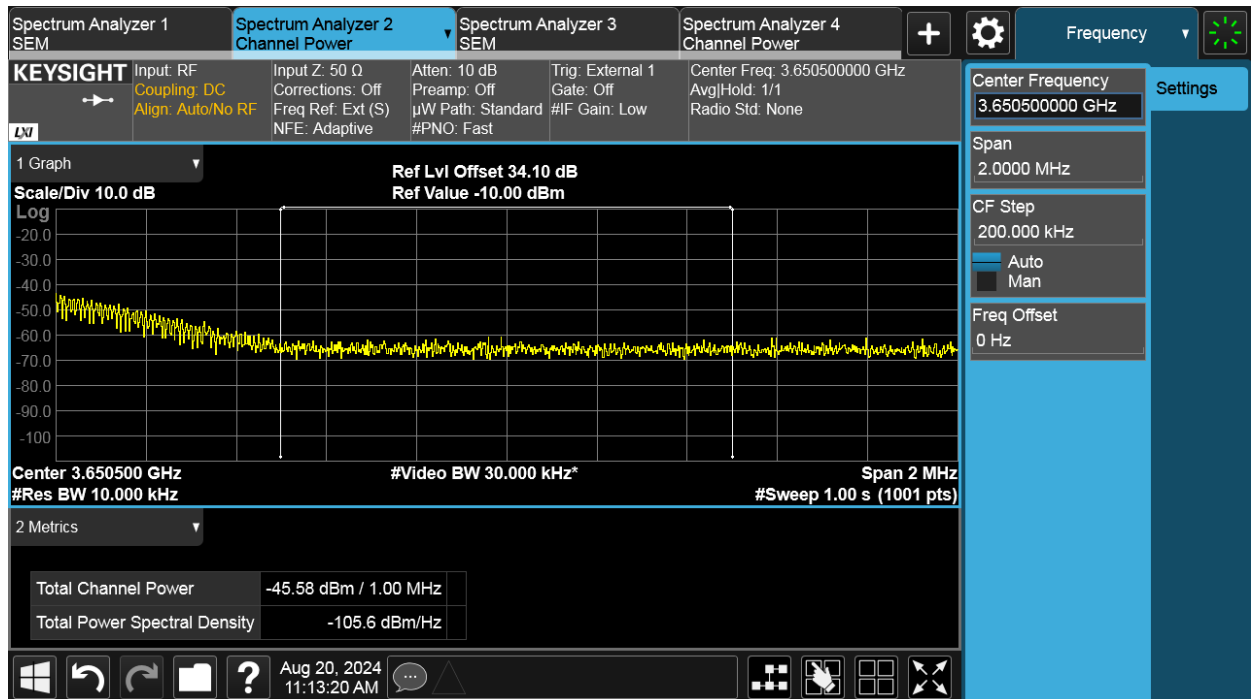 Spectrum Analyzer 1
SEM
Spectrum Analyzer 2
Channel Power
Spectrum Analyzer 3
SEM
Spectrum Analyzer 4
Channel Power
Frequency
KEYSIGHT
LXI
Input: RF
Coupling: DC
Align: Auto/No RF
Input Z: 50 Ω
Corrections: Off
Freq Ref: Ext (S)
NFE: Adaptive
Atten: 10 dB
Preamp: Off
µW Path: Standard
#PNO: Fast
Trig: External 1
Gate: Off
#IF Gain: Low
Center Freq: 3.650500000 GHz
Avg|Hold: 1/1
Radio Std: None
Center Frequency
3.650500000 GHz
Settings
Span
2.0000 MHz
CF Step
200.000 kHz
Auto
Man
Freq Offset
0 Hz
1 Graph
Scale/Div 10.0 dB
Ref Lvl Offset 34.10 dB
Ref Value -10.00 dBm
Log
-20.0
-30.0
-40.0
-50.0
-60.0
-70.0
-80.0
-90.0
-100
Center 3.650500 GHz
#Video BW 30.000 kHz*
Span 2 MHz
#Res BW 10.000 kHz
#Sweep 1.00 s (1001 pts)
2 Metrics
Total Channel Power -45.58 dBm / 1.00 MHz
Total Power Spectral Density -105.6 dBm/Hz
?
Aug 20, 2024
11:13:20 AM